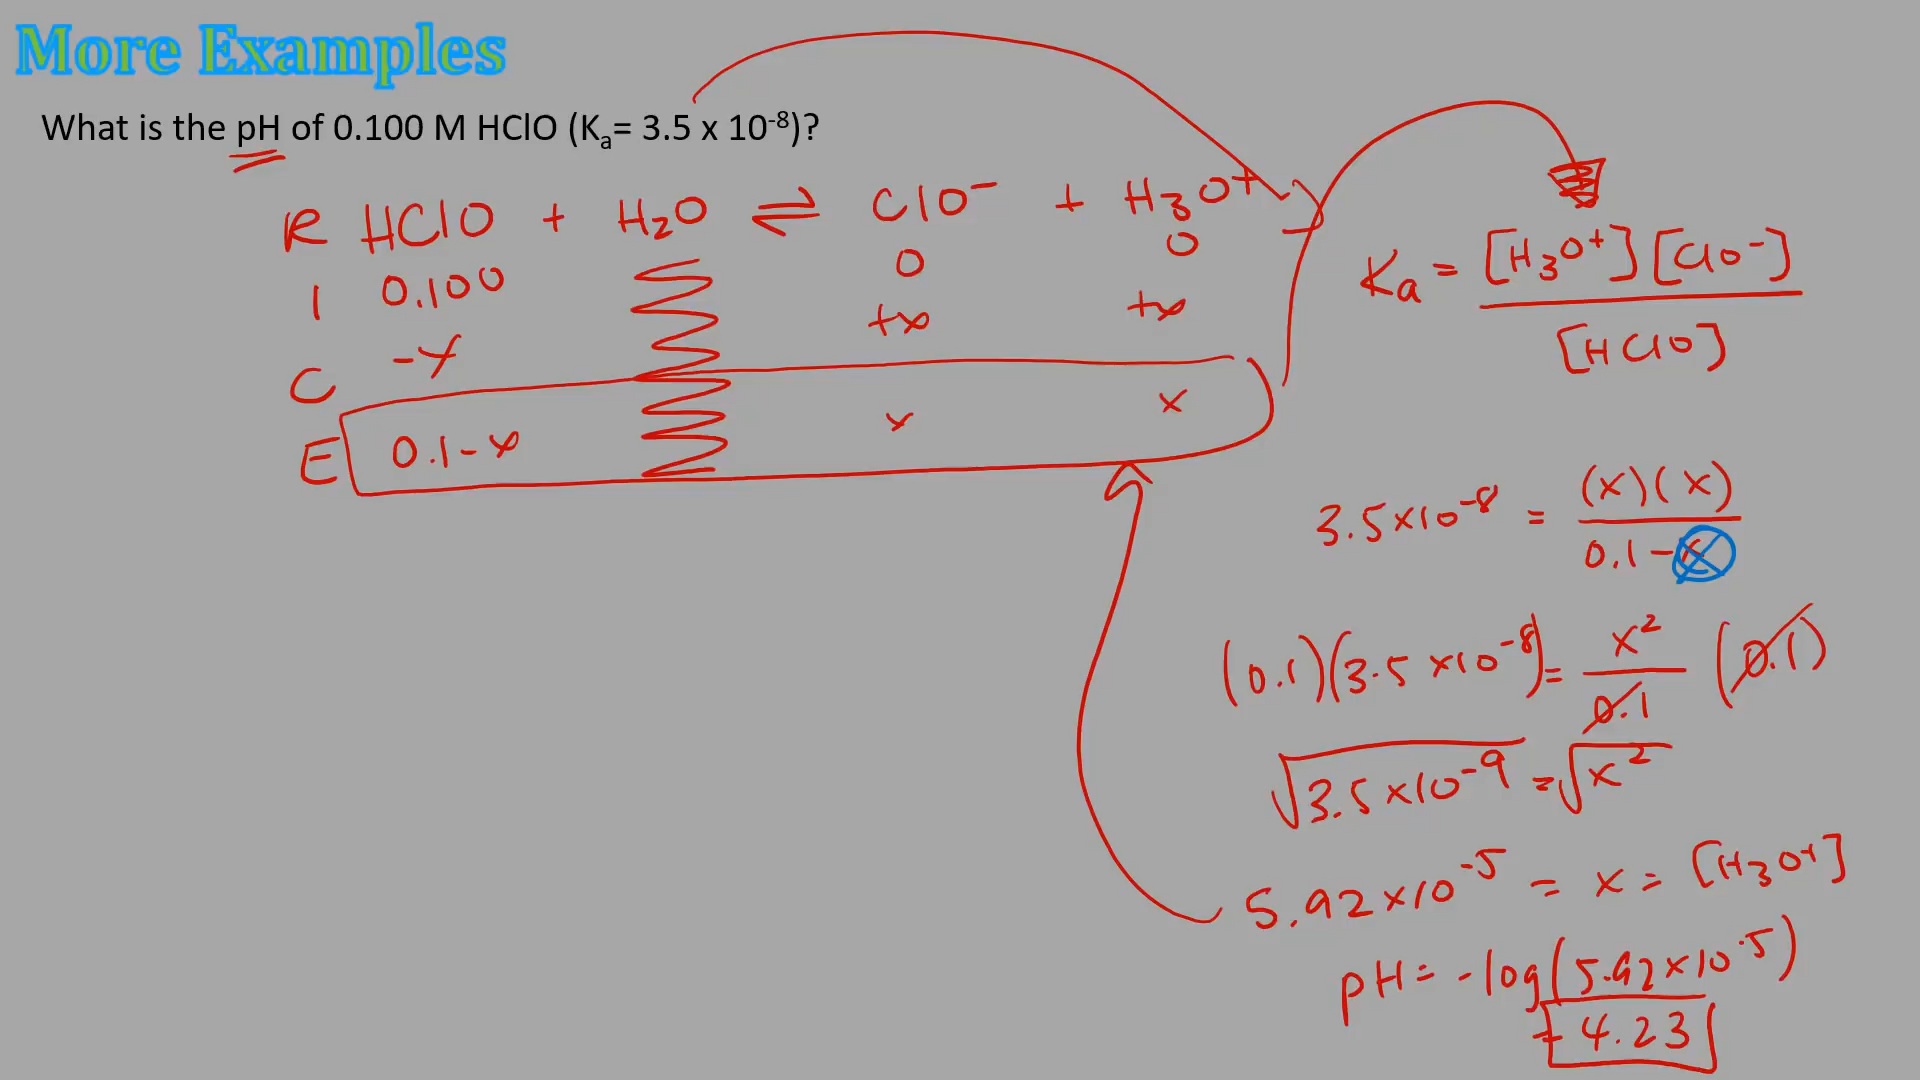 More Examples
What is the pH of 0.100 M HClO (Ka= 3.5 x 10-8)?
R HClO + H2O ⇌ ClO- + H3O+
I 0.100 0 0
C -x +x +x
E 0.1-x x x
Ka = [H3O+][ClO-] / [HClO]
3.5x10-8 = (x)(x) / 0.1-x
(0.1)(3.5x10-8) = x2 / 0.1 (0.1)
√3.5x10-9 = √x2
5.92x10-5 = x = [H3O+]
pH = -log(5.92x10-5)
= 4.23